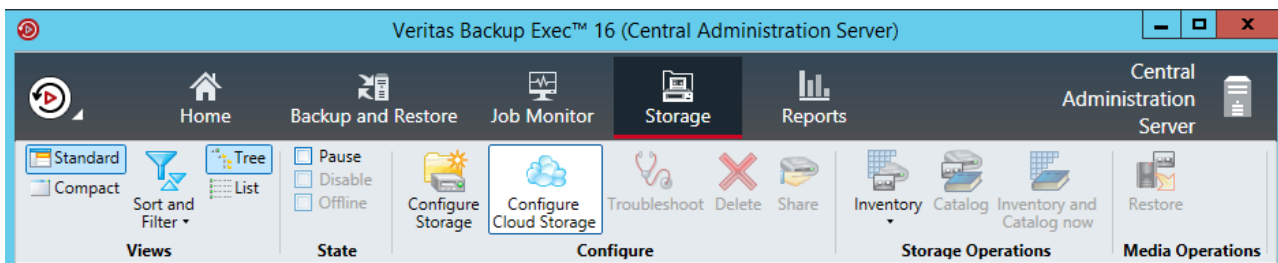 Veritas Backup Exec™ 16 (Central Administration Server)
Home
Backup and Restore
Job Monitor
Storage
Reports
Central
Administration
Server
Standard
Compact
Sort and
Filter
Tree
List
Views
Pause
Disable
Offline
State
Configure
Storage
Configure
Cloud Storage
Troubleshoot
Delete
Share
Configure
Inventory
Catalog
Inventory and
Catalog now
Storage Operations
Restore
Media Operations